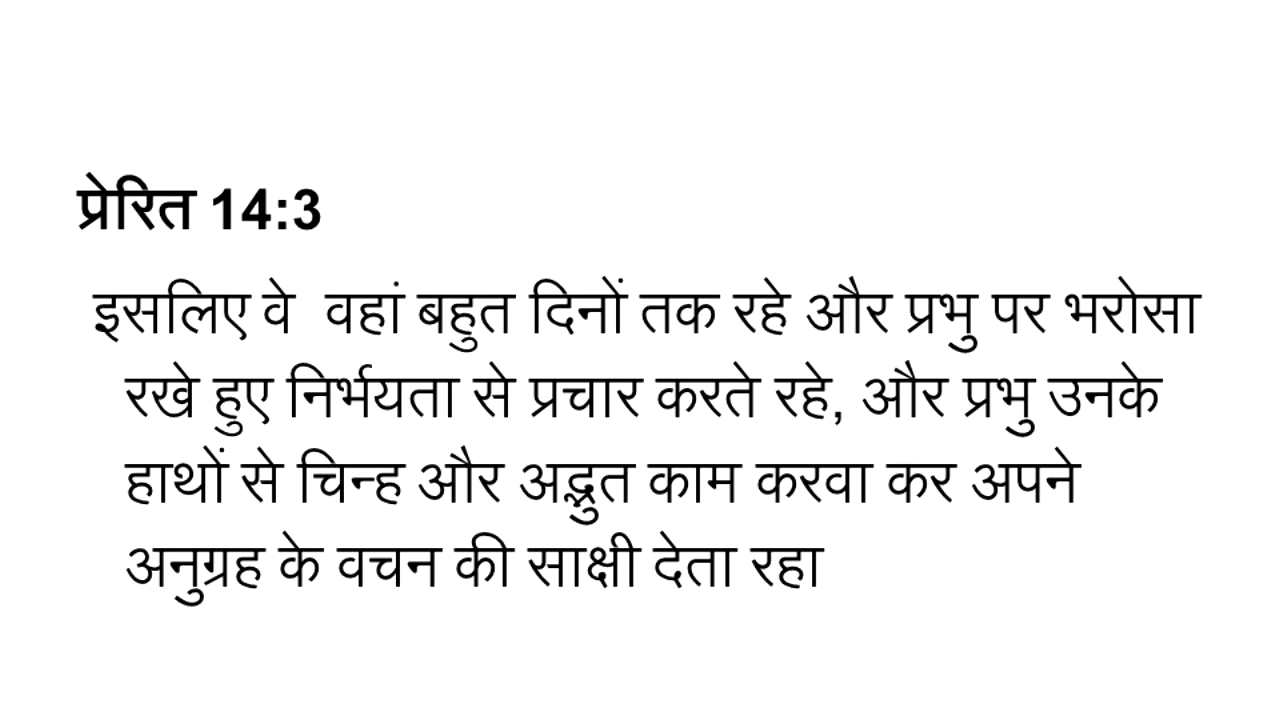 प्रेरित 14:3
इसलिए वे  वहां बहुत दिनों तक रहे और प्रभु पर भरोसा
रखे हुए निर्भयता से प्रचार करते रहे, और प्रभु उनके
हाथों से चिन्ह और अद्भुत काम करवा कर अपने
अनुग्रह के वचन की साक्षी देता रहा